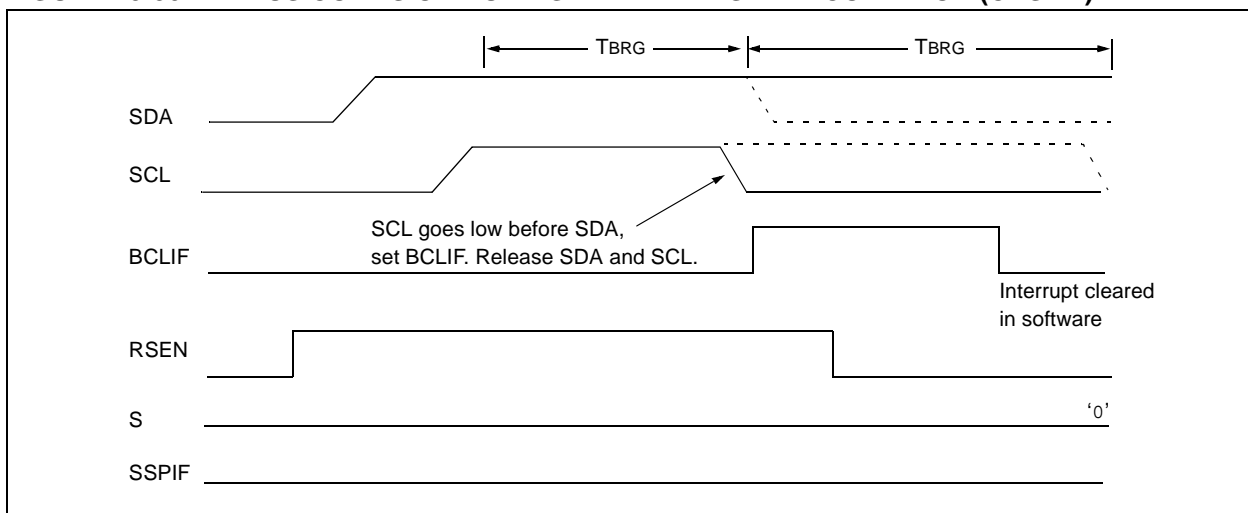 TBRG
TBRG
SDA
SCL
SCL goes low before SDA,
set BCLIF. Release SDA and SCL.
BCLIF
Interrupt cleared
in software
RSEN
S
‘0’
SSPIF